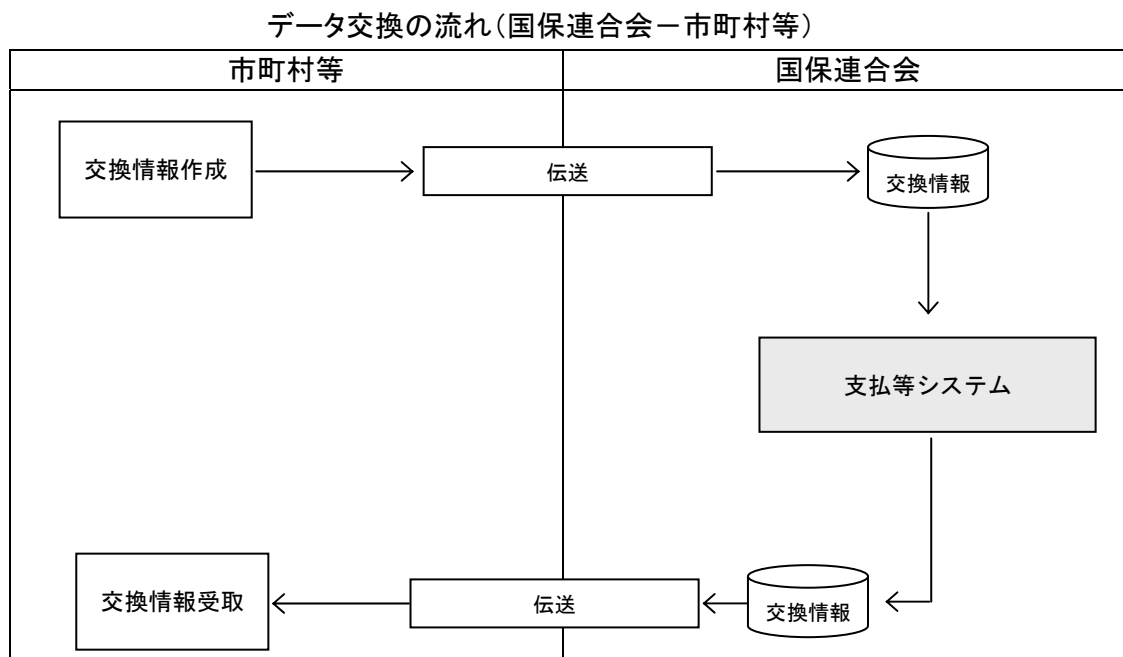 データ交換の流れ（国保連合会－市町村等）
市町村等
国保連合会
交換情報作成
伝送
交換情報
支払等システム
交換情報受取
伝送
交換情報